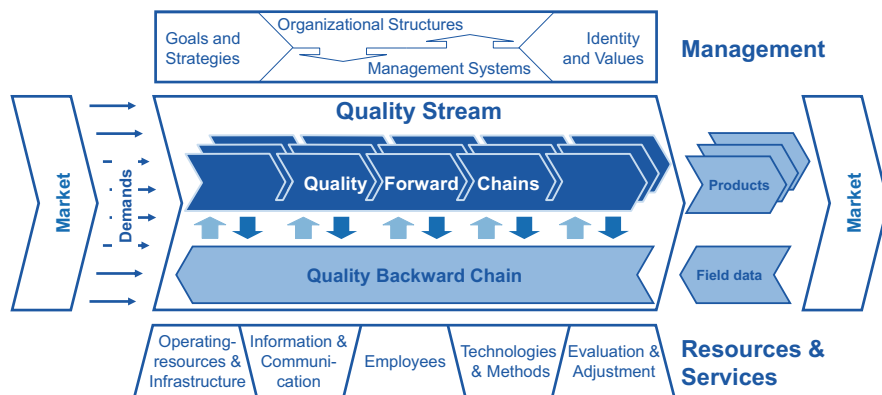 Goals and
Strategies
Organizational Structures
Management Systems
Identity
and Values
Management
Market
Demands
Quality Stream
Quality Forward Chains
Products
Market
Quality Backward Chain
Field data
Operating-
resources &
Infrastructure
Information &
Communi-
cation
Employees
Technologies
& Methods
Evaluation &
Adjustment
Resources &
Services